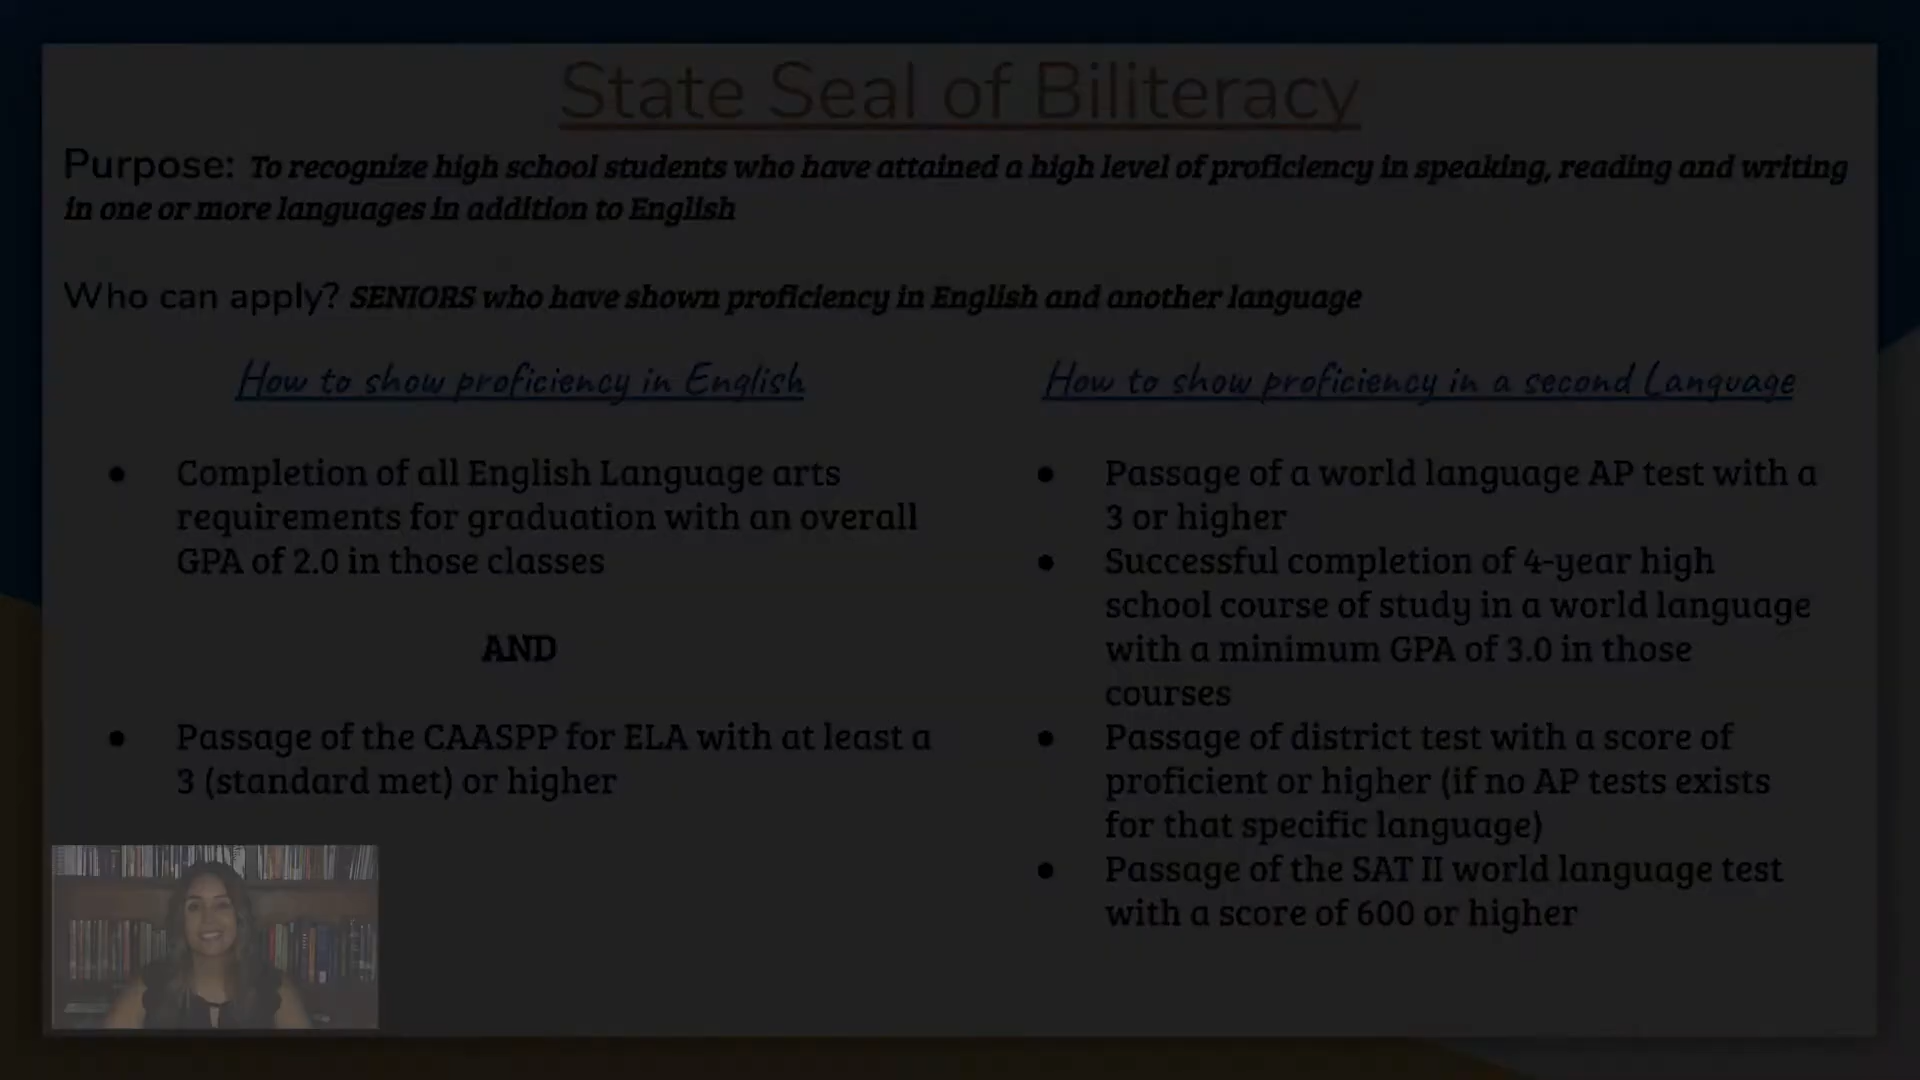 State Seal of Biliteracy
Purpose: To recognize high school students who have attained a high level of proficiency in speaking, reading and writing
in one or more languages in addition to English
Who can apply? SENIORS who have shown proficiency in English and another language
How to show proficiency in English
• Completion of all English Language arts
requirements for graduation with an overall
GPA of 2.0 in those classes
AND
• Passage of the CAASPP for ELA with at least a
3 (standard met) or higher
How to show proficiency in a second Language
• Passage of a world language AP test with a
3 or higher
• Successful completion of 4-year high
school course of study in a world language
with a minimum GPA of 3.0 in those
courses
• Passage of district test with a score of
proficient or higher (if no AP tests exists
for that specific language)
• Passage of the SAT II world language test
with a score of 600 or higher